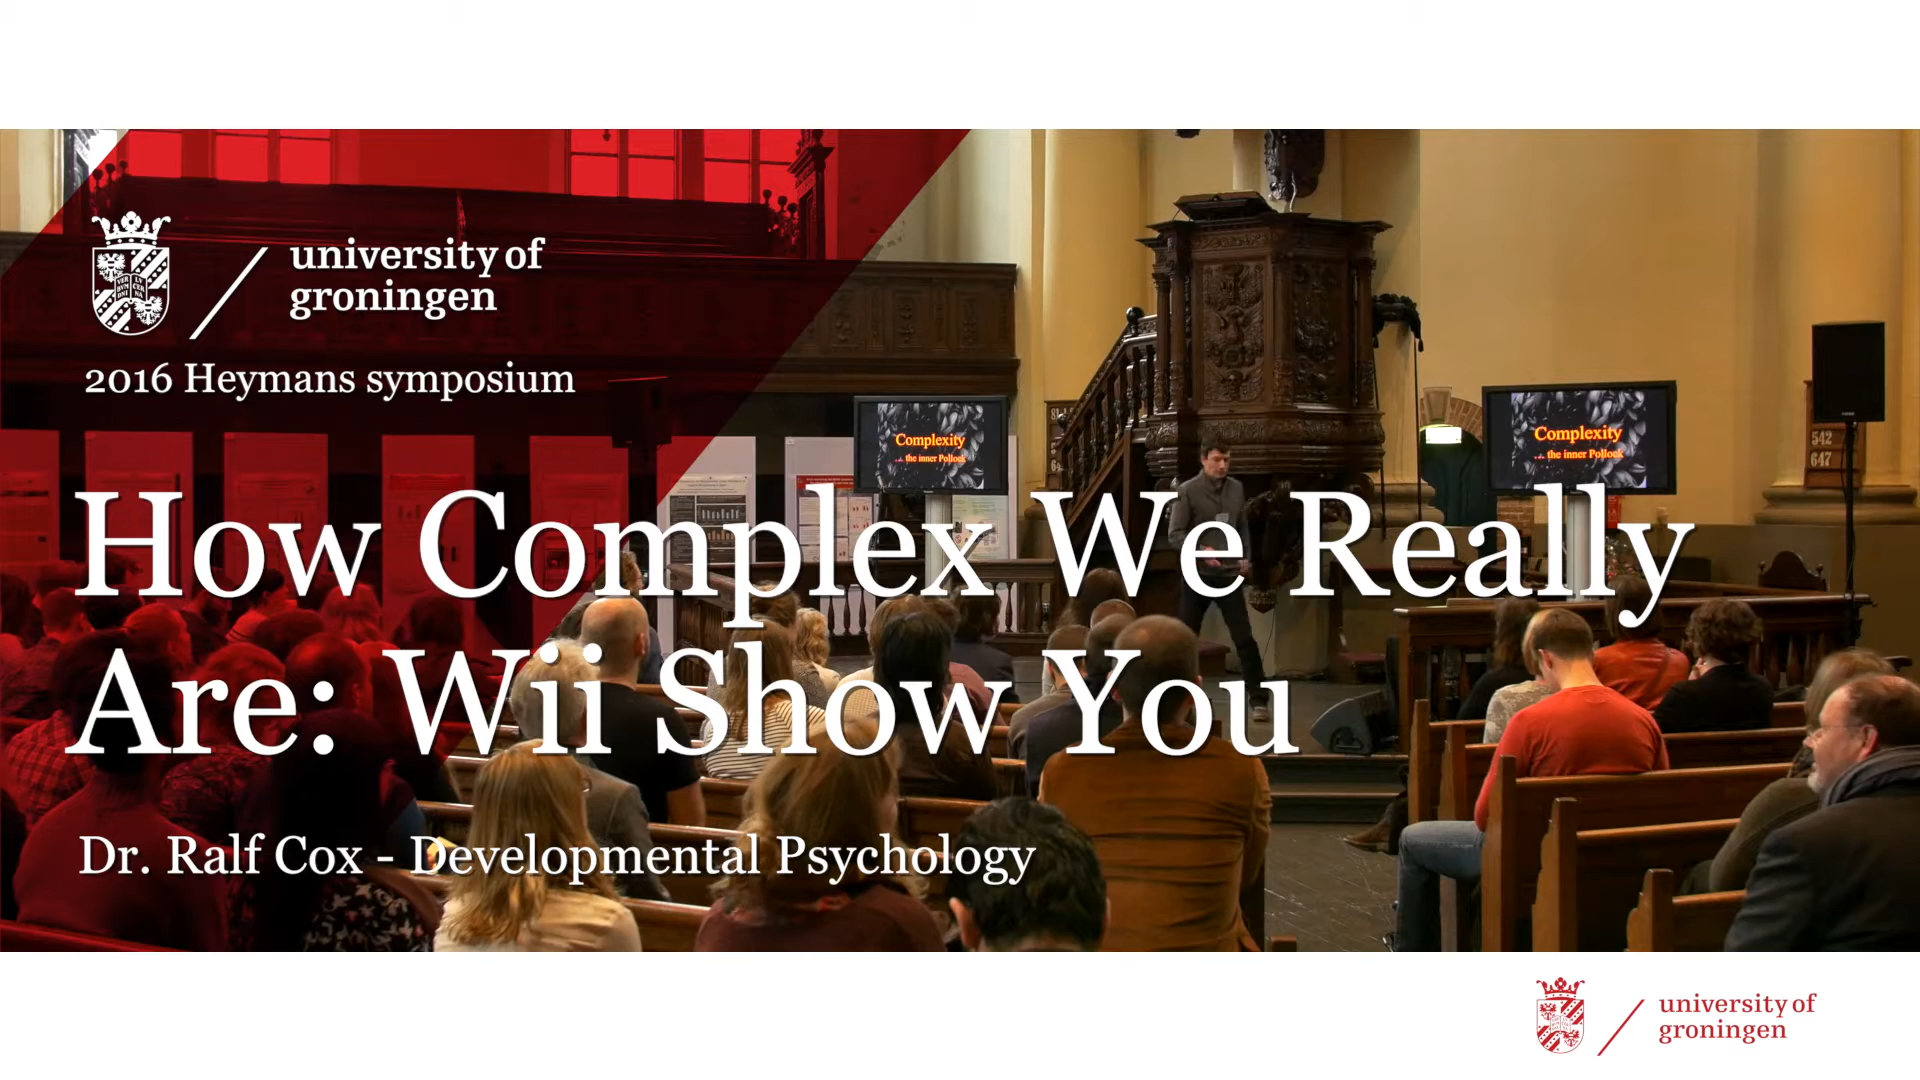 university of
groningen
2016 Heymans symposium
Complexity
... the inner Pollock
Complexity
... the inner Pollock
542
647
How Complex We Really
Are: Wii Show You
Dr. Ralf Cox - Developmental Psychology
university of
groningen